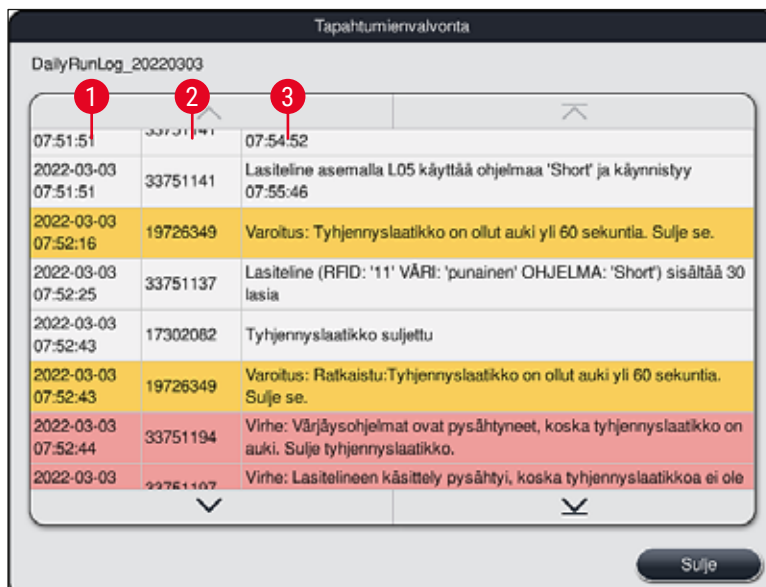 Tapahtumienvalvonta
DailyRunLog_20220303
1 2 3
07:51:51 33751141 07:54:52
2022-03-03
07:51:51
33751141
Lasiteline asemalla L05 käyttää ohjelmaa 'Short' ja käynnistyy
07:55:46
2022-03-03
07:52:16
19726349
Varoitus: Tyhjennyslaatikko on ollut auki yli 60 sekuntia. Sulje se.
2022-03-03
07:52:25
33751137
Lasiteline (RFID: '11' VÄRI: 'punainen' OHJELMA: 'Short') sisältää 30
lasia
2022-03-03
07:52:43
17302082
Tyhjennyslaatikko suljettu
2022-03-03
07:52:43
19726349
Varoitus: Ratkaistu:Tyhjennyslaatikko on ollut auki yli 60 sekuntia.
Sulje se.
2022-03-03
07:52:44
33751194
Virhe: Värjäysohjelmat ovat pysähtyneet, koska tyhjennyslaatikko on
auki. Sulje tyhjennyslaatikko.
2022-03-03
33751197
Virhe: Lasitelineen käsittely pysähtyi, koska tyhjennyslaatikkoa ei ole
Sulje